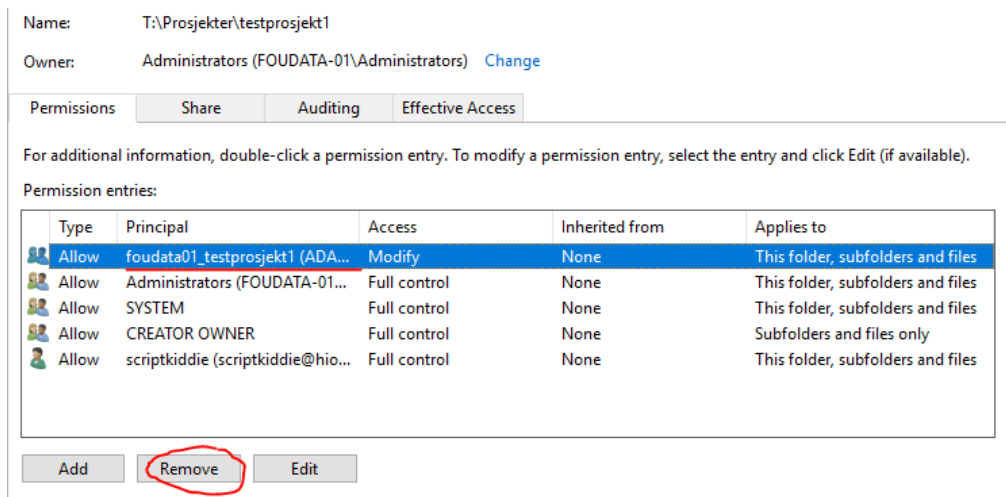 Name: T:\Prosjekter\testprosjekt1
Owner: Administrators (FOUDATA-01\Administrators) Change
Permissions Share Auditing Effective Access
For additional information, double-click a permission entry. To modify a permission entry, select the entry and click Edit (if available).
Permission entries:
Type Principal Access Inherited from Applies to
Allow foudata01_testprosjekt1 (ADA... Modify None This folder, subfolders and files
Allow Administrators (FOUDATA-01... Full control None This folder, subfolders and files
Allow SYSTEM Full control None This folder, subfolders and files
Allow CREATOR OWNER Full control None Subfolders and files only
Allow scriptkiddie (scriptkiddie@hio... Full control None This folder, subfolders and files
Add Remove Edit